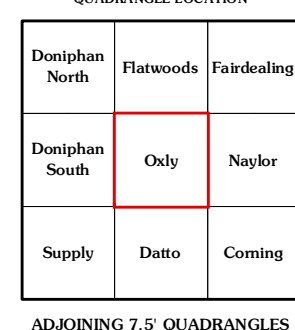 QUADRANGLE LOCATION
Doniphan North
Flatwoods
Fairdealing
Doniphan South
Oxly
Naylor
Supply
Datto
Corning
ADJOINING 7.5' QUADRANGLES